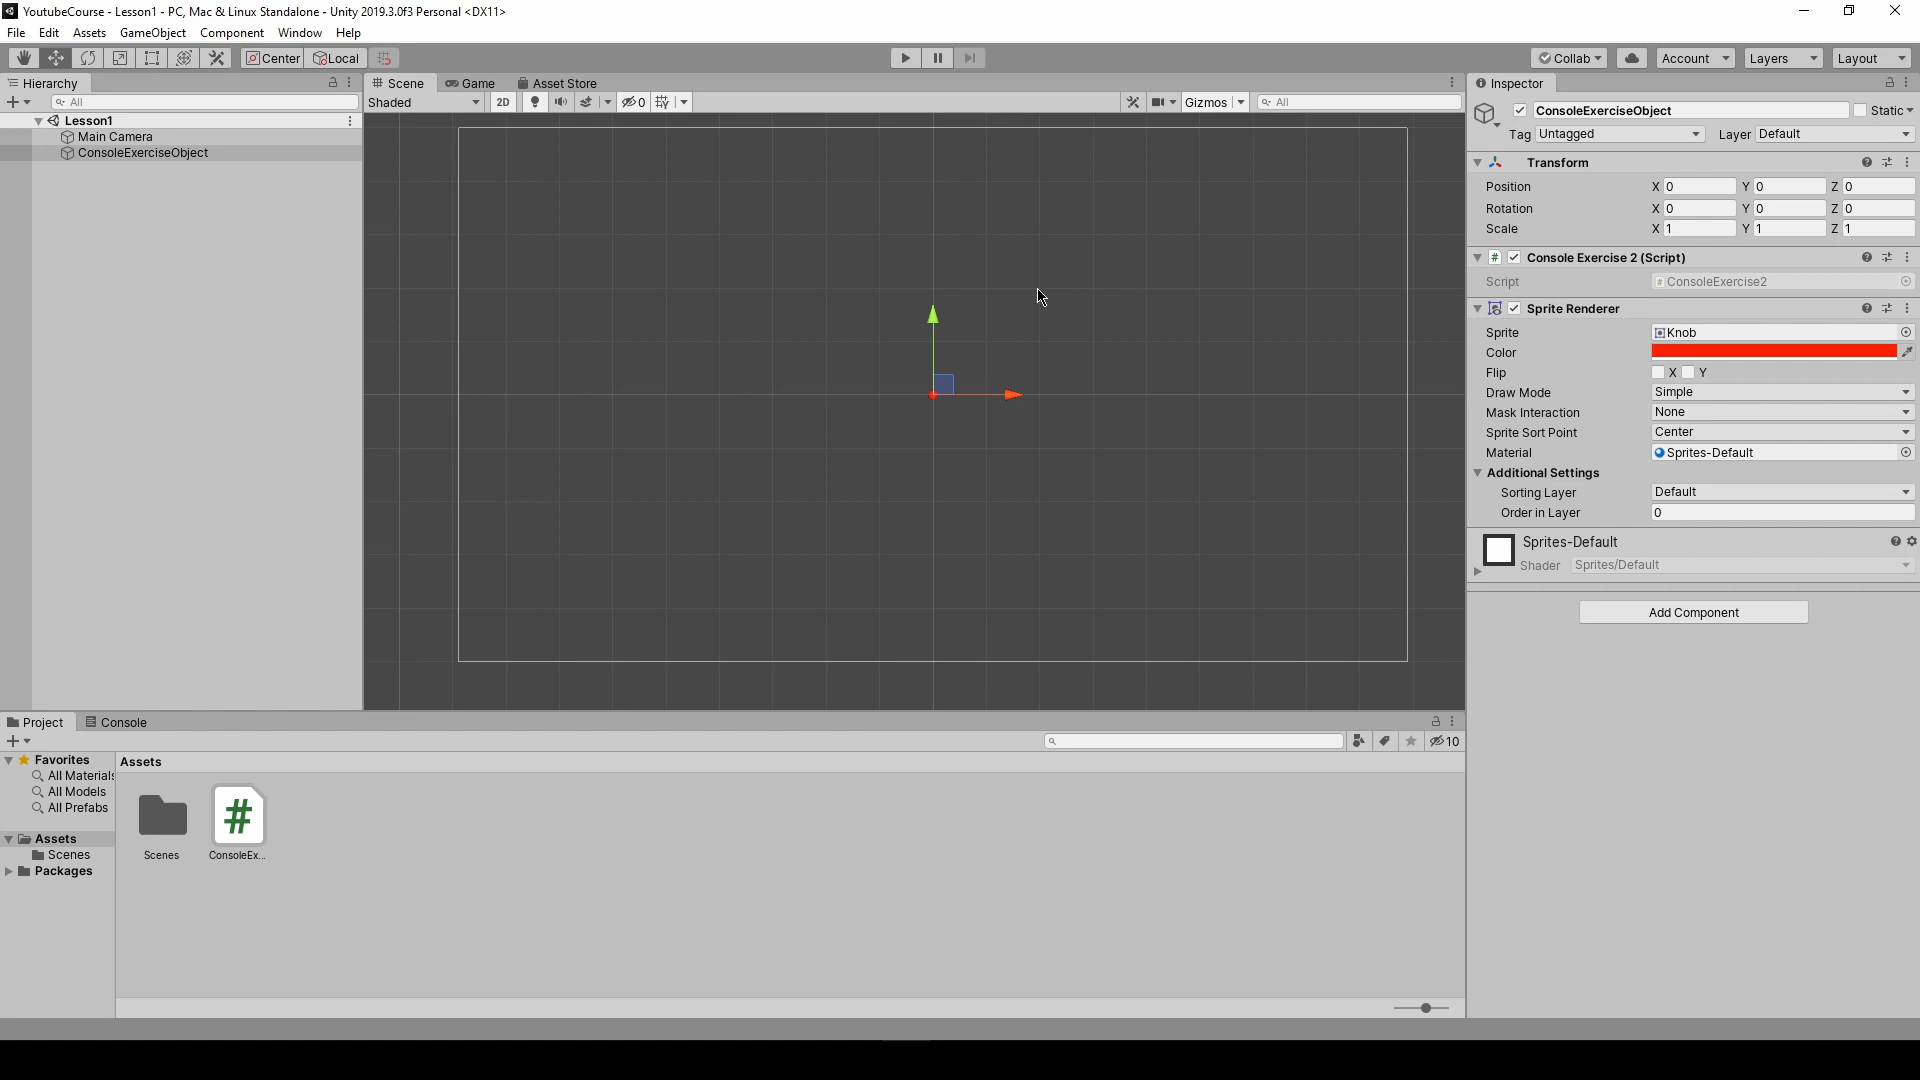 YoutubeCourse - Lesson1 - PC, Mac & Linux Standalone - Unity 2019.3.0f3 Personal <DX11>
File Edit Assets GameObject Component Window Help
Center Local Collab Account Layers Layout
Hierarchy
All
Lesson1
Main Camera
ConsoleExerciseObject
Scene Game Asset Store
Shaded 2D 0 Gizmos All
Inspector
ConsoleExerciseObject Static
Tag Untagged Layer Default
Transform
Position X 0 Y 0 Z 0
Rotation X 0 Y 0 Z 0
Scale X 1 Y 1 Z 1
# Console Exercise 2 (Script)
Script # ConsoleExercise2
Sprite Renderer
Sprite Knob
Color
Flip X Y
Draw Mode Simple
Mask Interaction None
Sprite Sort Point Center
Material Sprites-Default
Additional Settings
Sorting Layer Default
Order in Layer 0
Sprites-Default
Shader Sprites/Default
Add Component
Project Console
10
Favorites
All Materials
All Models
All Prefabs
Assets
Scenes
Packages
Assets
#
Scenes ConsoleEx...